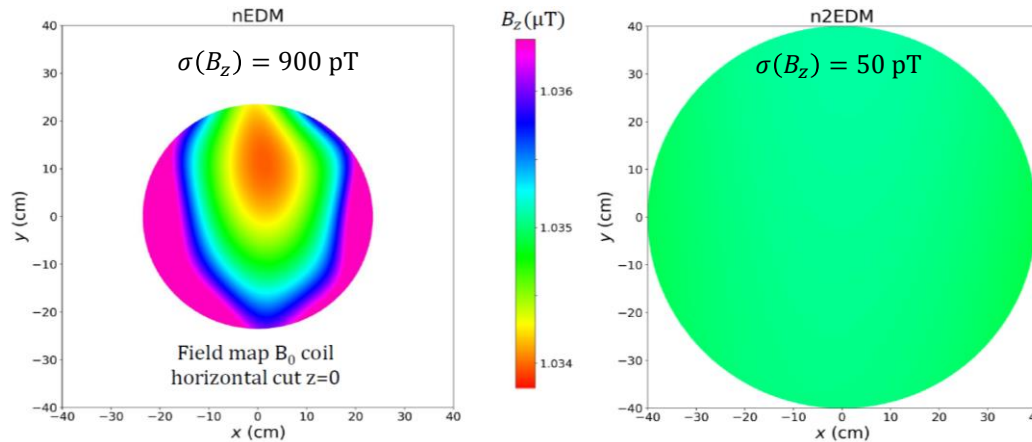 nEDM
σ(B_z) = 900 pT
Field map B₀ coil
horizontal cut z=0
40
30
20
10
0
−10
−20
−30
−40
y (cm)
−40 −30 −20 −10 0 10 20 30 40
x (cm)
B_z(μT)
1.036
1.035
1.034
n2EDM
σ(B_z) = 50 pT
40
30
20
10
0
−10
−20
−30
−40
y (cm)
−40 −30 −20 −10 0 10 20 30 40
x (cm)